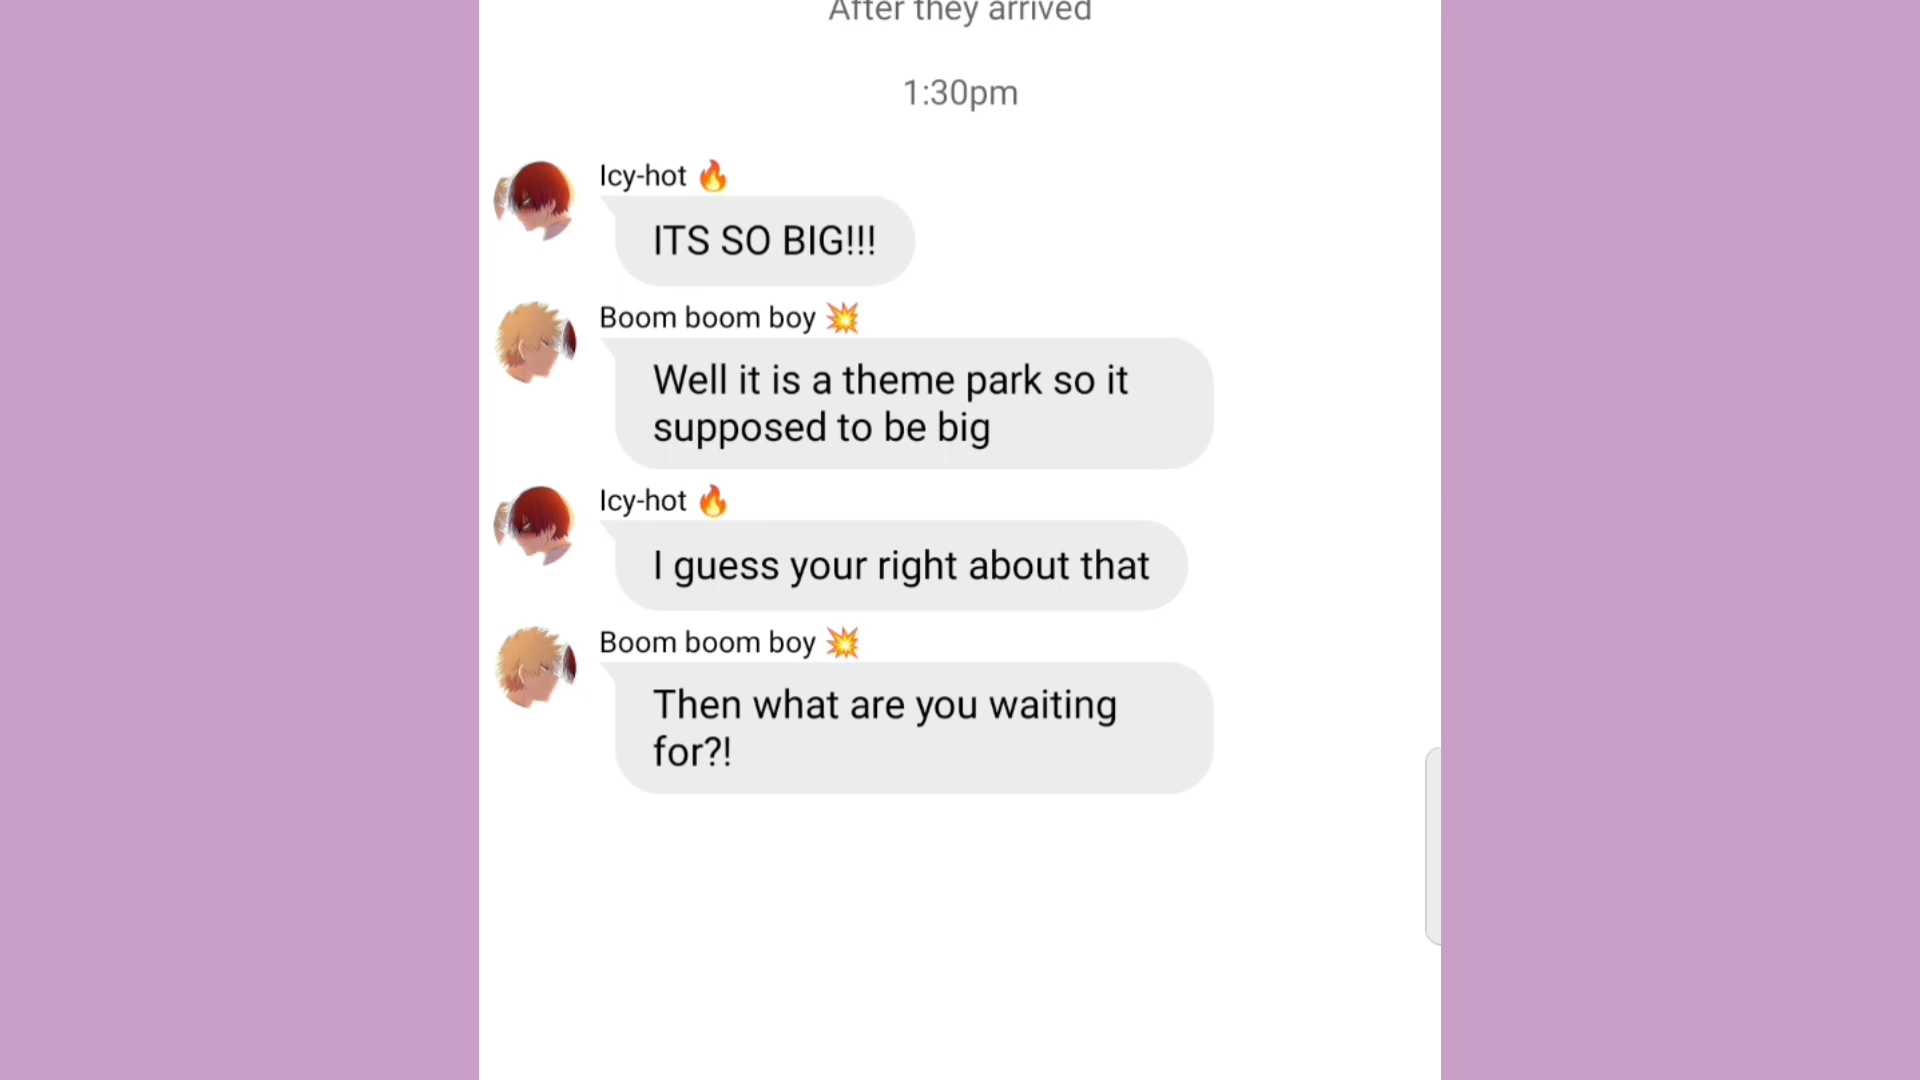 After they arrived
1:30pm
Icy-hot 🔥
ITS SO BIG!!!
Boom boom boy 💥
Well it is a theme park so it
supposed to be big
Icy-hot 🔥
I guess your right about that
Boom boom boy 💥
Then what are you waiting
for?!